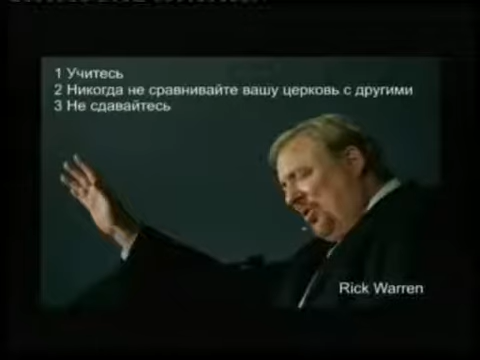 1 Учитесь
2 Никогда не сравнивайте вашу церковь с другими
3 Не сдавайтесь
Rick Warren